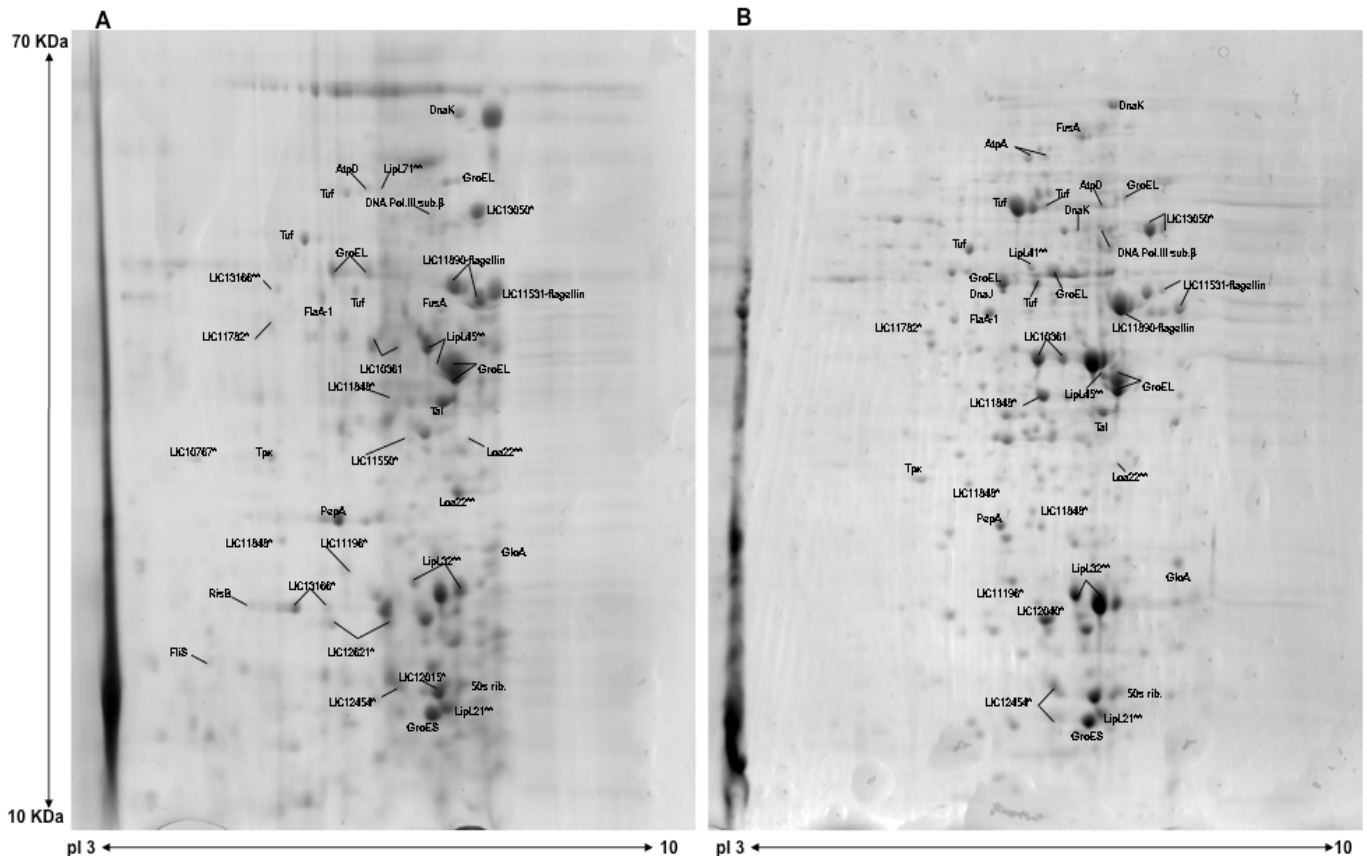 A
B
70 KDa
DnaK
AtpD
LipL71^^
GroEL
Tuf
DNA Pol.III sub.β
LIC13050^
Tuf
GroEL
LIC11890-flagellin
LIC13166^^
LIC11531-flagellin
Tuf
FusA
FlaA-1
LIC11782^
LipL45^^
LIC10361
GroEL
LIC11848^
Tal
LIC10767^
Tpx
LIC11550^
Loa22^^
Loa22^^
PepA
LIC11848^
LIC11196^
GloA
LipL32^^
RisB
LIC13166^
LIC12621^
FliS
LIC12015^
50s rib.
LIC12454^
LipL21^^
GroES
10 KDa
pI 3
10
DnaK
FusA
AtpA
AtpD
GroEL
Tuf
Tuf
DnaK
LIC13050^
Tuf
LipL41^^
DNA Pol.III sub.β
GroEL
LIC11531-flagellin
DnaJ
Tuf
GroEL
FlaA-1
LIC11782^
LIC11890-flagellin
LIC10361
GroEL
LipL45^^
LIC11848^
Tal
Tpx
Loa22^^
LIC11848^
LIC11848^
PepA
LipL32^^
GloA
LIC11196^
LIC12040^
50s rib.
LIC12454^
LipL21^^
GroES
pI 3
10